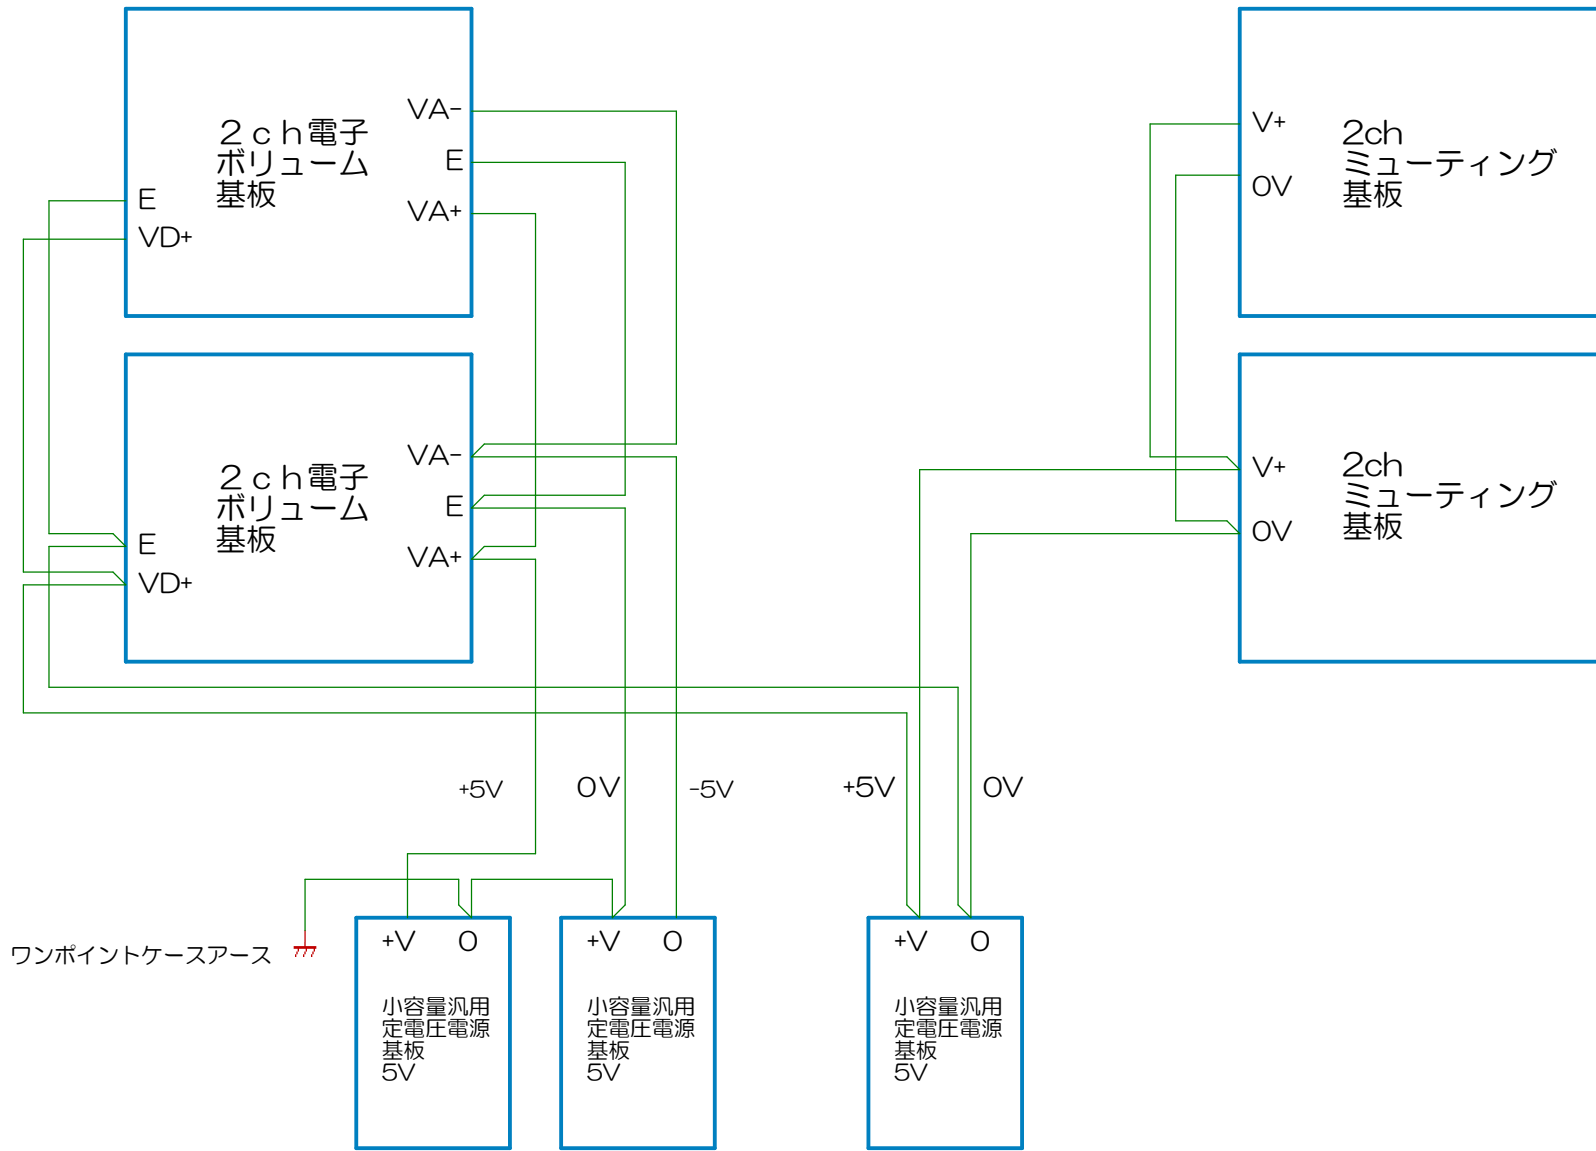 ２ｃｈ電子
ボリューム
基板
VA-
E
VA+
E
VD+
2ch
ミューティング
基板
V+
0V
２ｃｈ電子
ボリューム
基板
VA-
E
VA+
E
VD+
2ch
ミューティング
基板
V+
0V
+5V
0V
-5V
+5V
0V
ワンポイントケースアース
+V 0
小容量汎用
定電圧電源
基板
5V
+V 0
小容量汎用
定電圧電源
基板
5V
+V 0
小容量汎用
定電圧電源
基板
5V